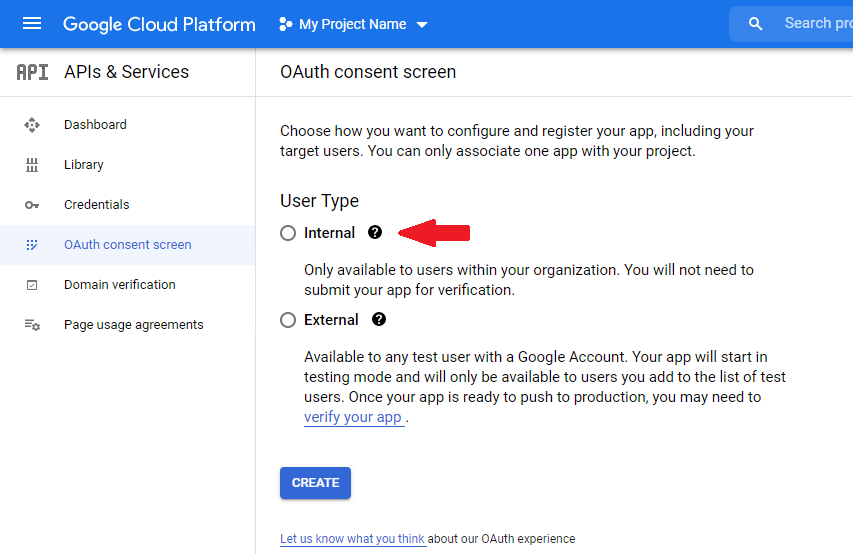 Google Cloud Platform
My Project Name
Search pro
API
APIs & Services
OAuth consent screen
Dashboard
Library
Credentials
OAuth consent screen
Domain verification
Page usage agreements
Choose how you want to configure and register your app, including your
target users. You can only associate one app with your project.
User Type
Internal ?
Only available to users within your organization. You will not need to
submit your app for verification.
External ?
Available to any test user with a Google Account. Your app will start in
testing mode and will only be available to users you add to the list of test
users. Once your app is ready to push to production, you may need to
verify your app .
CREATE
Let us know what you think about our OAuth experience